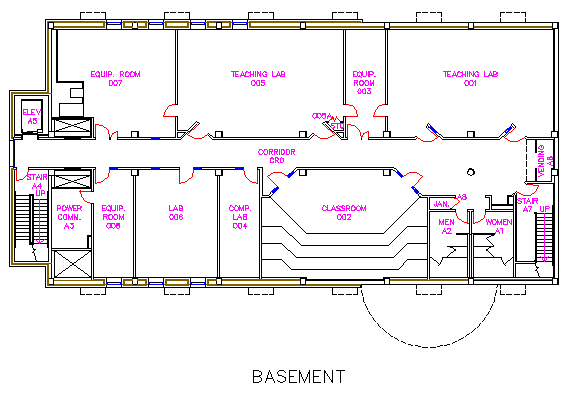 EQUIP. ROOM
007
TEACHING LAB
005
EQUIP.
ROOM
003
TEACHING LAB
001
ELEV
A5
005A
CORRIDOR
CR0
VENDING
A8
STAIR
A4
UP
POWER
COMM.
A3
EQUIP.
ROOM
008
LAB
006
COMP.
LAB
004
CLASSROOM
002
JAN.
A6
MEN
A2
WOMEN
A1
STAIR
A7
UP
BASEMENT